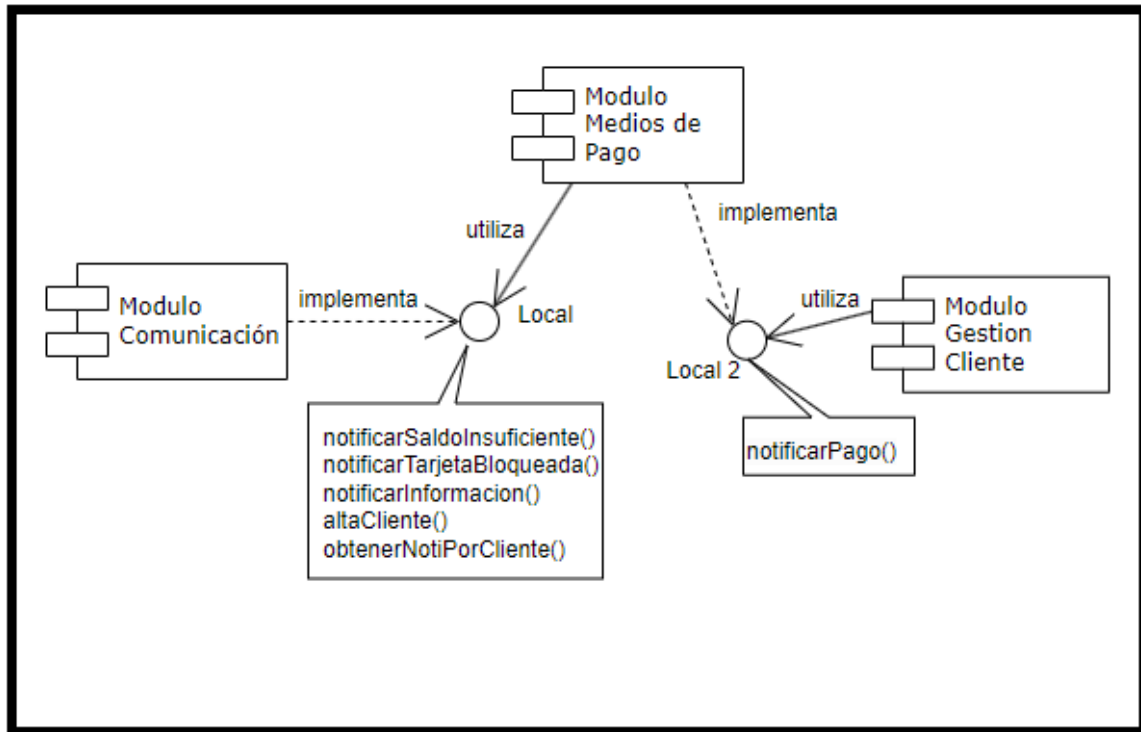 Modulo
Medios de
Pago
implementa
utiliza
Modulo
Comunicación
implementa
Local
utiliza
Modulo
Gestion
Cliente
Local 2
notificarSaldoInsuficiente()
notificarTarjetaBloqueada()
notificarInformacion()
altaCliente()
obtenerNotiPorCliente()
notificarPago()